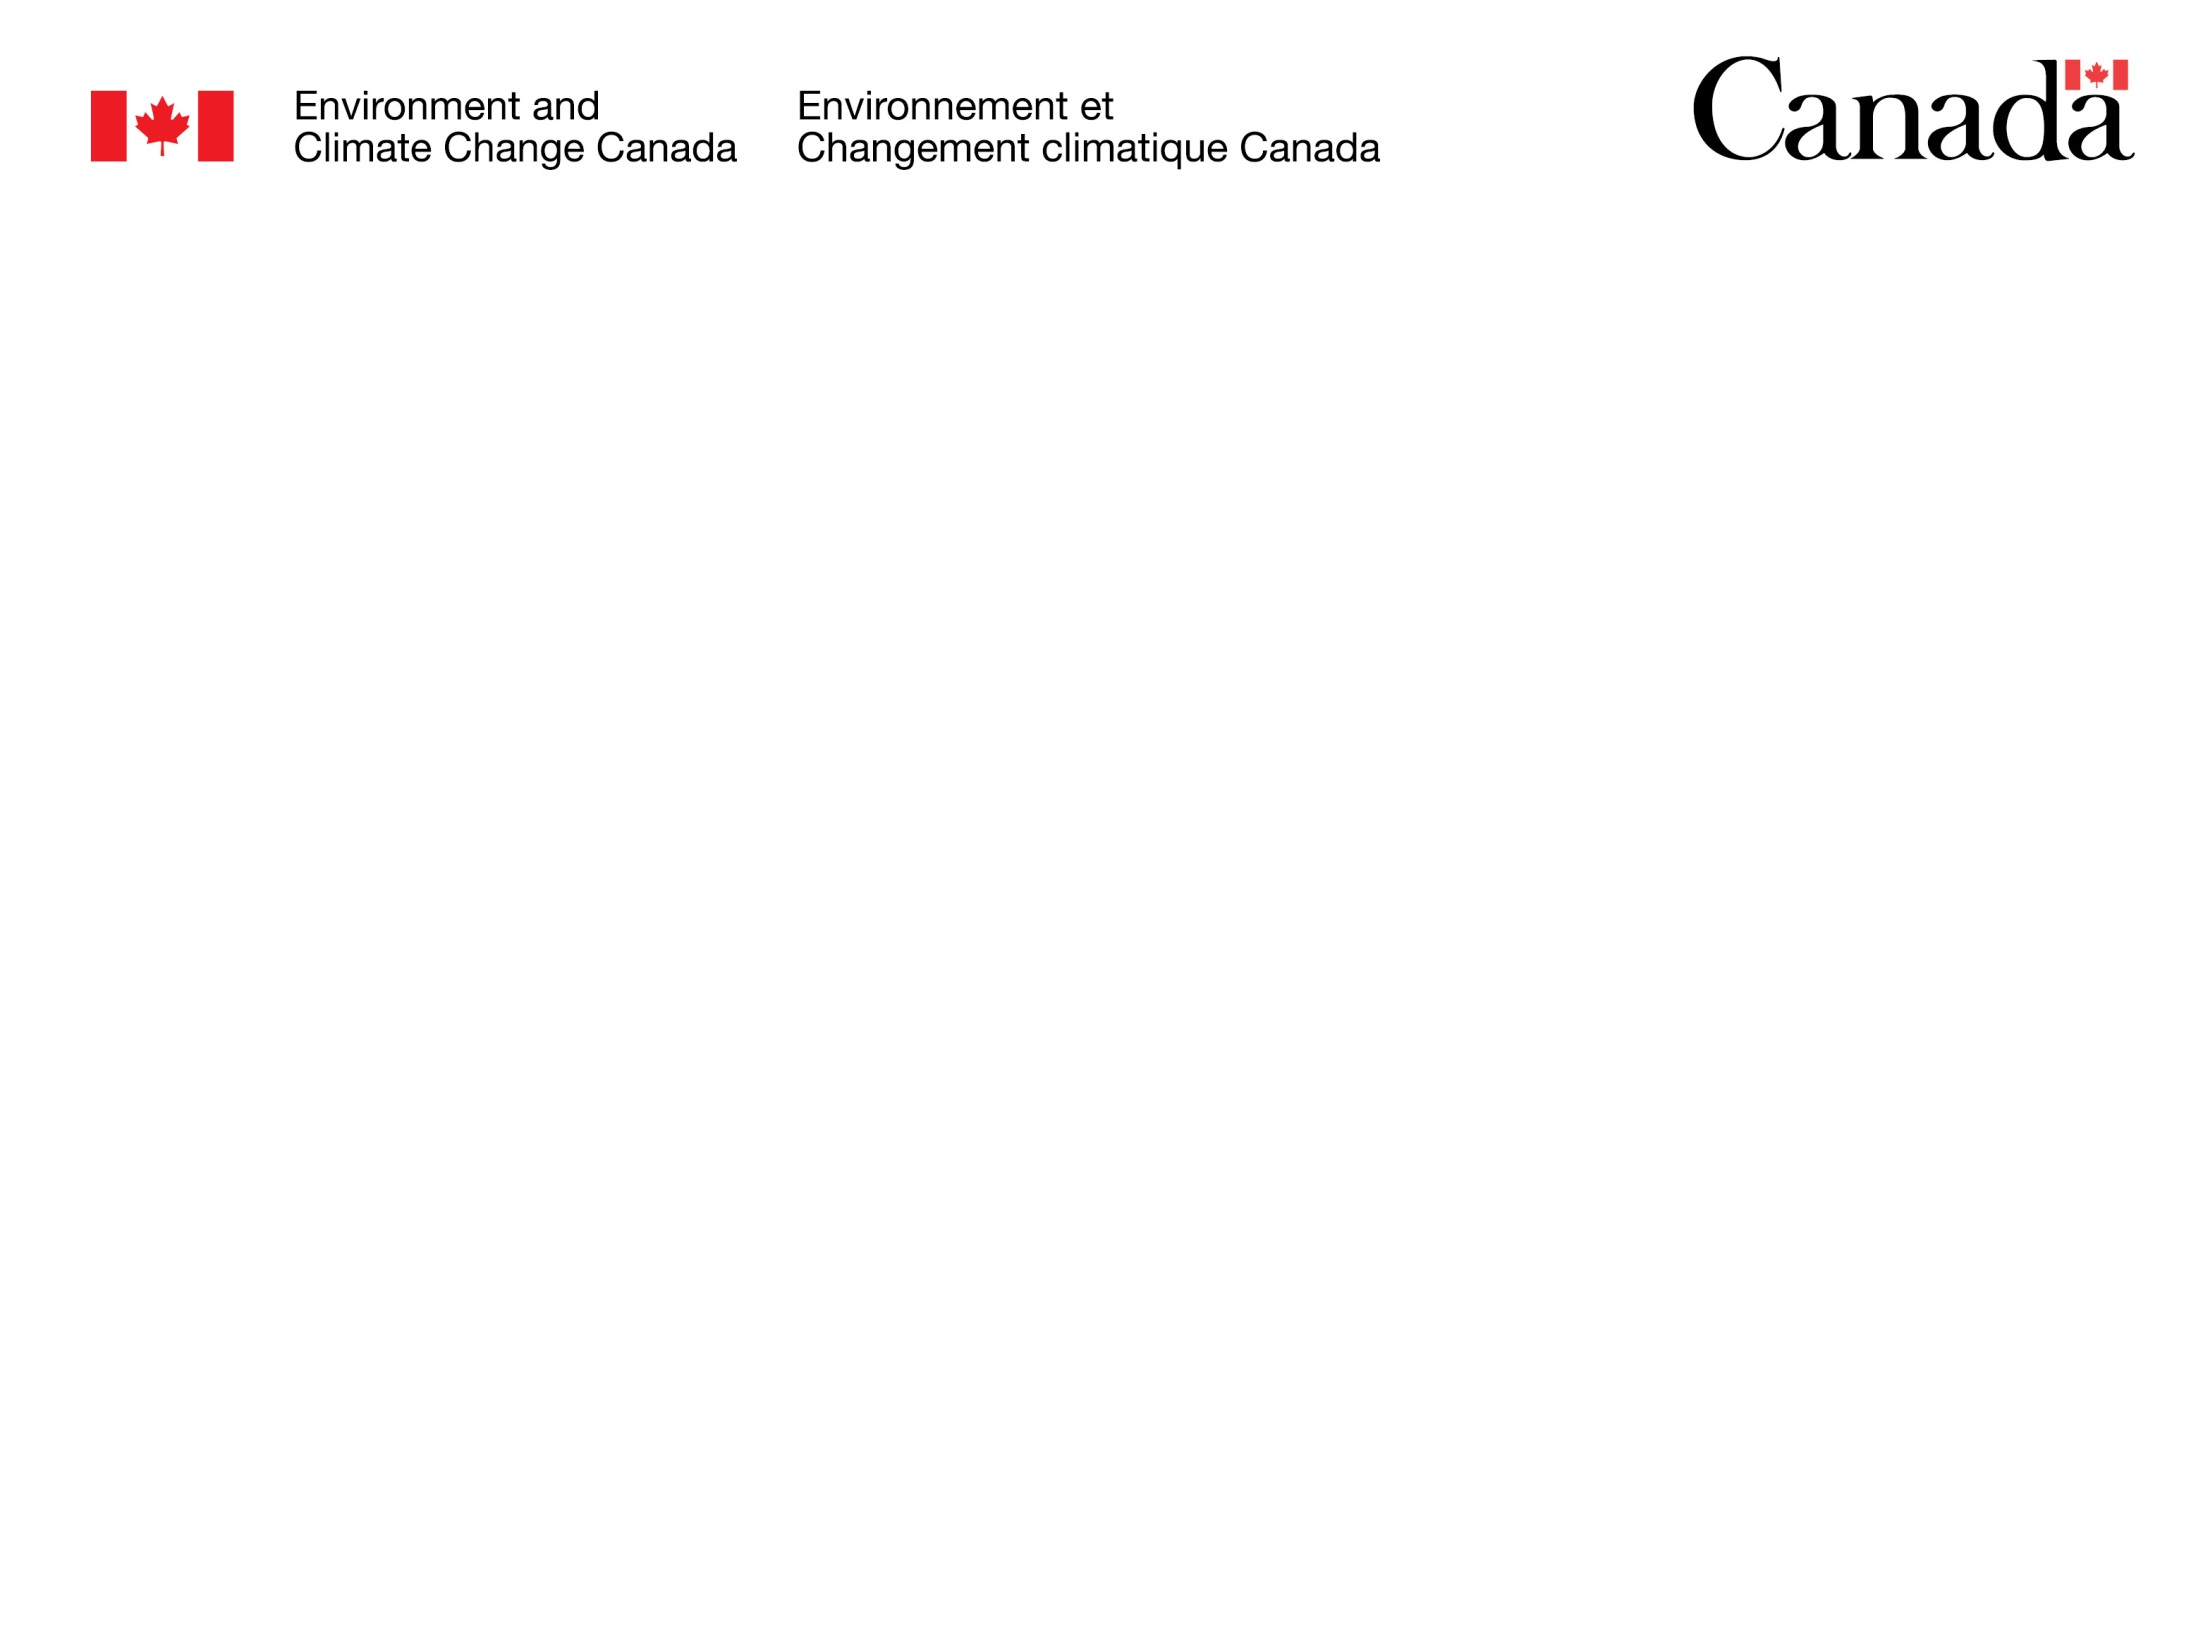 Environment and
Climate Change Canada
Environnement et
Changement climatique Canada
Canada